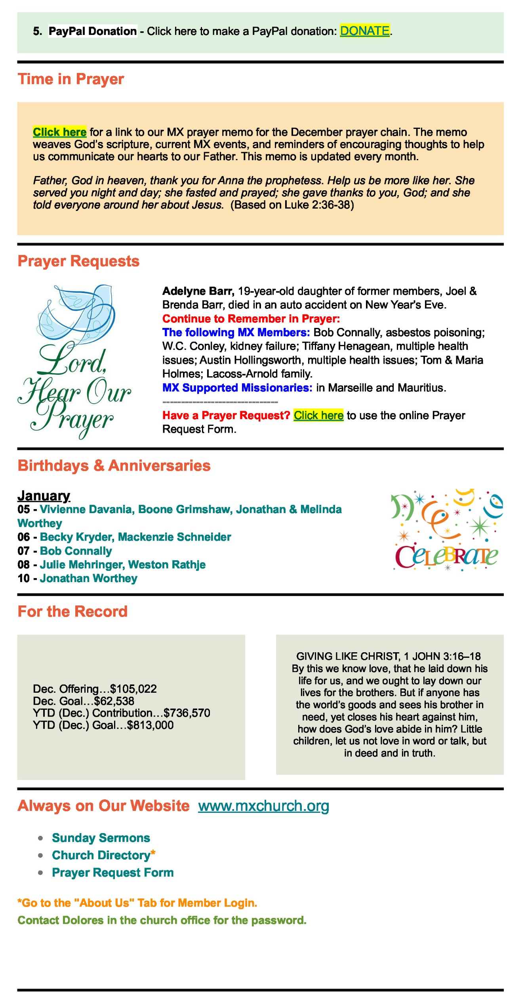 5. PayPal Donation - Click here to make a PayPal donation: DONATE.
Time in Prayer
Click here for a link to our MX prayer memo for the December prayer chain. The memo
weaves God’s scripture, current MX events, and reminders of encouraging thoughts to help
us communicate our hearts to our Father. This memo is updated every month.
Father, God in heaven, thank you for Anna the prophetess. Help us be more like her. She
served you night and day; she fasted and prayed; she gave thanks to you, God; and she
told everyone around her about Jesus. (Based on Luke 2:36-38)
Prayer Requests
Lord,
Hear Our
Prayer
Adelyne Barr, 19-year-old daughter of former members, Joel &
Brenda Barr, died in an auto accident on New Year's Eve.
Continue to Remember in Prayer:
The following MX Members: Bob Connally, asbestos poisoning;
W.C. Conley, kidney failure; Tiffany Henagean, multiple health
issues; Austin Hollingsworth, multiple health issues; Tom & Maria
Holmes; Lacoss-Arnold family.
MX Supported Missionaries: in Marseille and Mauritius.
-------------------------------
Have a Prayer Request? Click here to use the online Prayer
Request Form.
Birthdays & Anniversaries
January
05 - Vivienne Davania, Boone Grimshaw, Jonathan & Melinda
Worthey
06 - Becky Kryder, Mackenzie Schneider
07 - Bob Connally
08 - Julie Mehringer, Weston Rathje
10 - Jonathan Worthey
CeLeBRaTe
For the Record
Dec. Offering…$105,022
Dec. Goal…$62,538
YTD (Dec.) Contribution…$736,570
YTD (Dec.) Goal…$813,000
GIVING LIKE CHRIST, 1 JOHN 3:16–18
By this we know love, that he laid down his
life for us, and we ought to lay down our
lives for the brothers. But if anyone has
the world’s goods and sees his brother in
need, yet closes his heart against him,
how does God’s love abide in him? Little
children, let us not love in word or talk, but
in deed and in truth.
Always on Our Website www.mxchurch.org
• Sunday Sermons
• Church Directory*
• Prayer Request Form
*Go to the "About Us" Tab for Member Login.
Contact Dolores in the church office for the password.